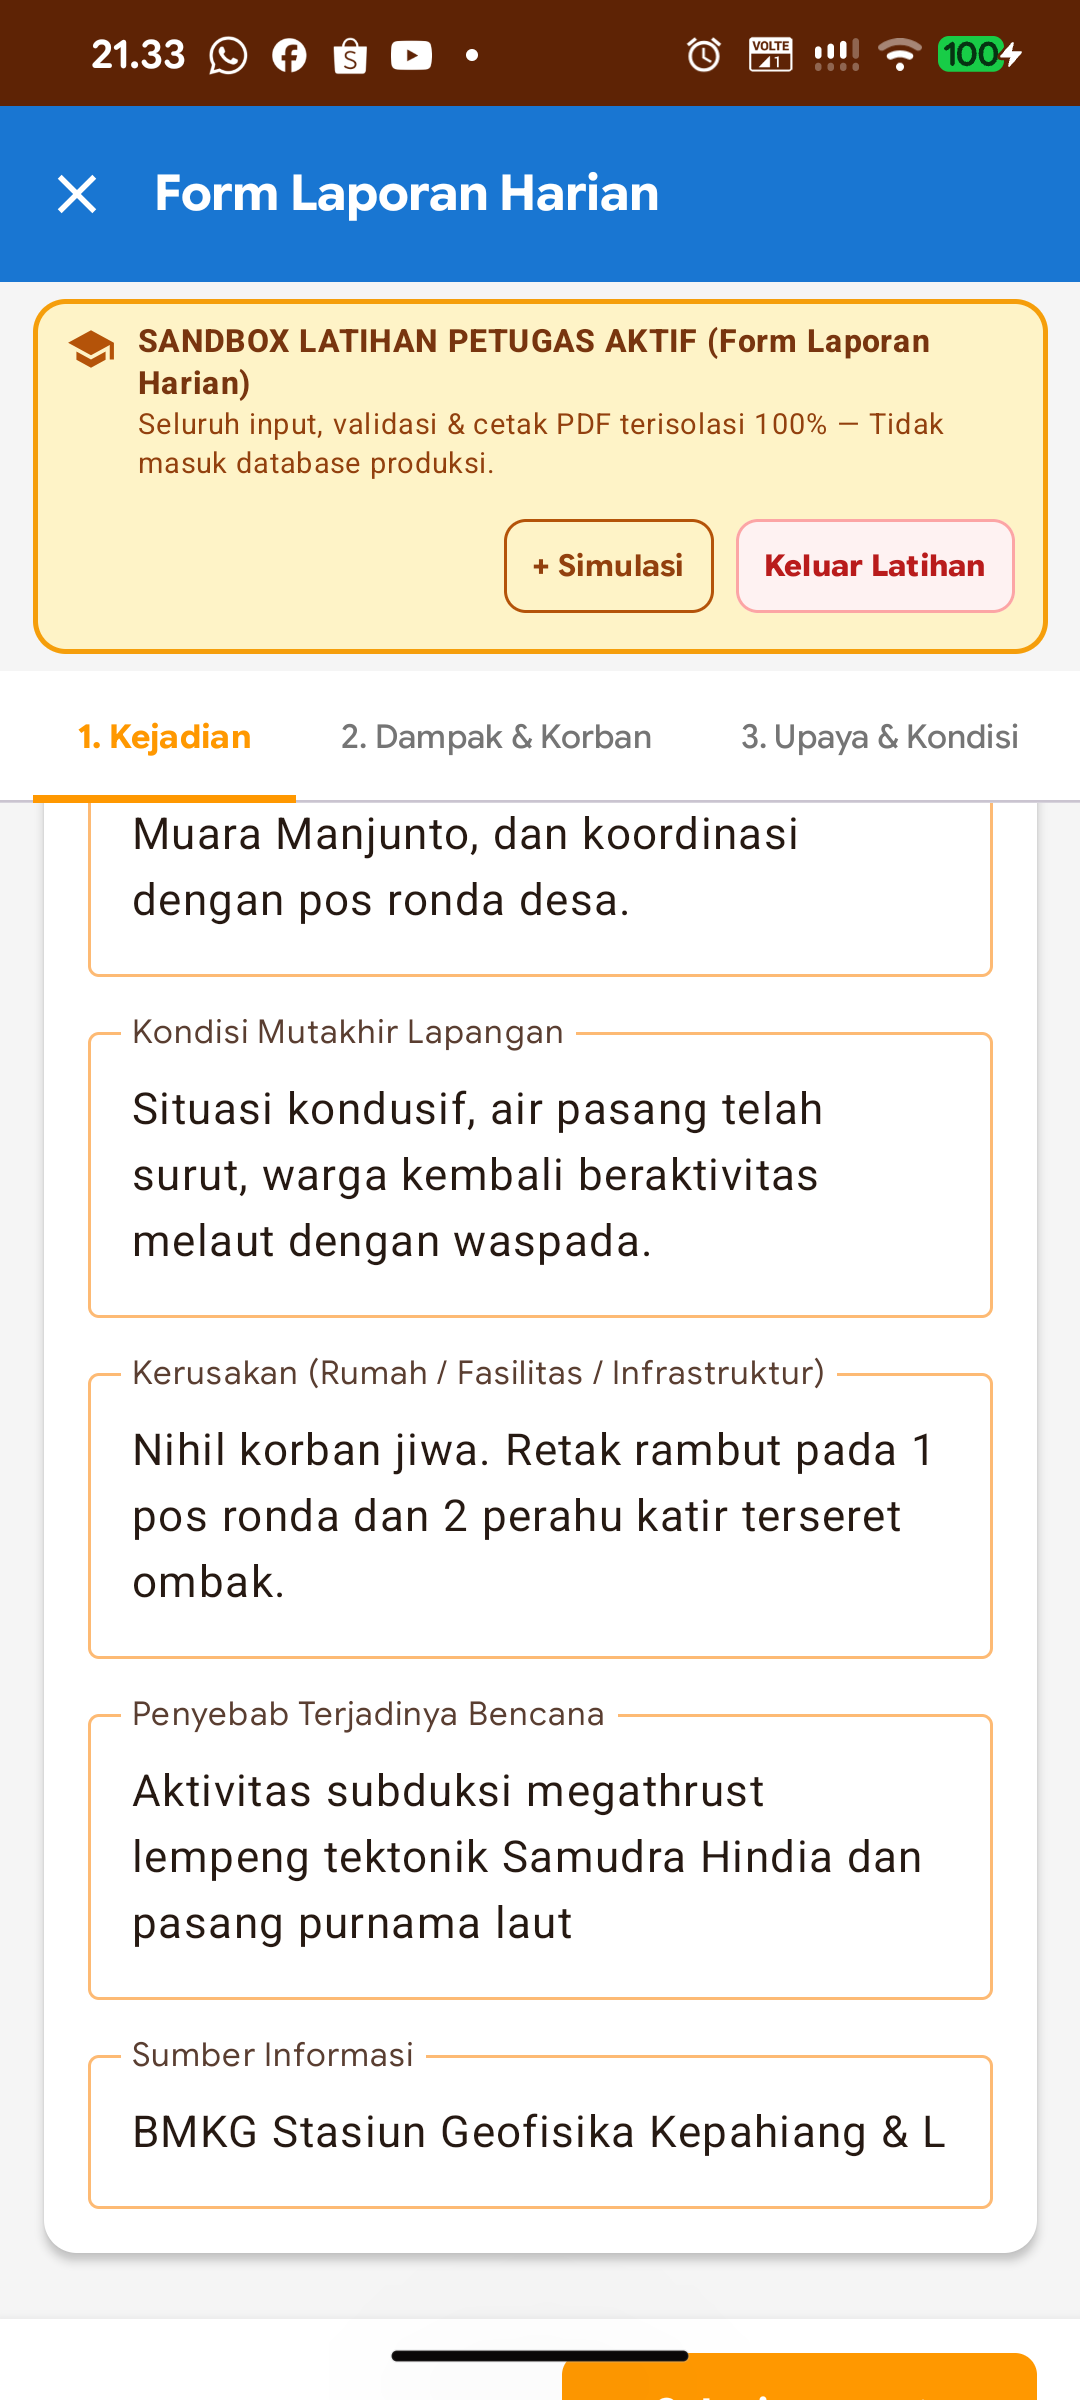 21.33
VOLTE
1
100
Form Laporan Harian
SANDBOX LATIHAN PETUGAS AKTIF (Form Laporan
Harian)
Seluruh input, validasi & cetak PDF terisolasi 100% — Tidak
masuk database produksi.
+ Simulasi
Keluar Latihan
1. Kejadian
2. Dampak & Korban
3. Upaya & Kondisi
Muara Manjunto, dan koordinasi
dengan pos ronda desa.
Kondisi Mutakhir Lapangan
Situasi kondusif, air pasang telah
surut, warga kembali beraktivitas
melaut dengan waspada.
Kerusakan (Rumah / Fasilitas / Infrastruktur)
Nihil korban jiwa. Retak rambut pada 1
pos ronda dan 2 perahu katir terseret
ombak.
Penyebab Terjadinya Bencana
Aktivitas subduksi megathrust
lempeng tektonik Samudra Hindia dan
pasang purnama laut
Sumber Informasi
BMKG Stasiun Geofisika Kepahiang & L